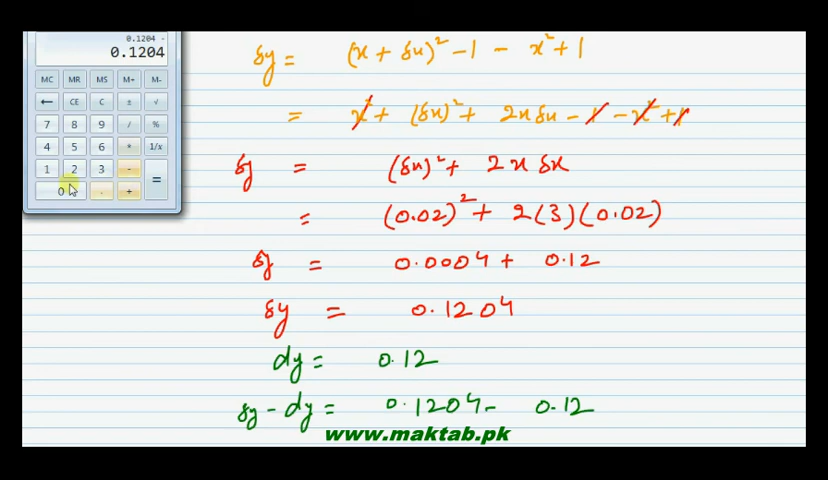 0.1204 -
0.1204
MC MR MS M+ M-
← CE C ± √
7 8 9 / %
4 5 6 * 1/x
1 2 3 - =
0 . +
δy = (x + δx)² - 1 - x² + 1
= x² + (δx)² + 2x δx - 1 - x² + 1
δy = (δx)² + 2 x δx
= (0.02)² + 2(3)(0.02)
δy = 0.0004 + 0.12
δy = 0.1204
dy = 0.12
δy - dy = 0.1204 - 0.12
www.maktab.pk